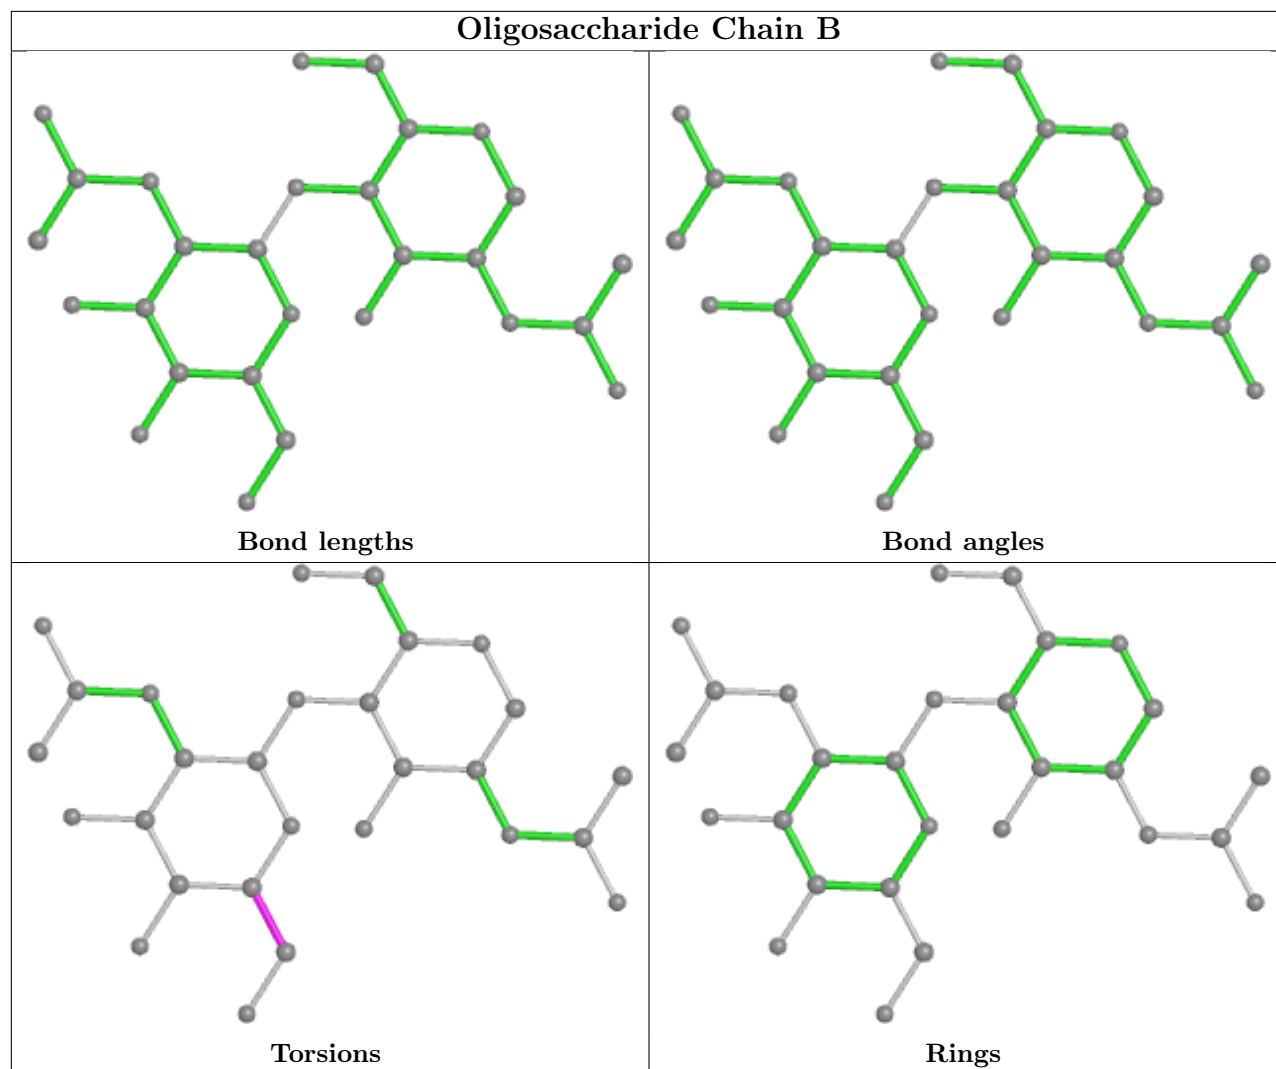 Oligosaccharide Chain B
Bond lengths
Bond angles
Torsions
Rings